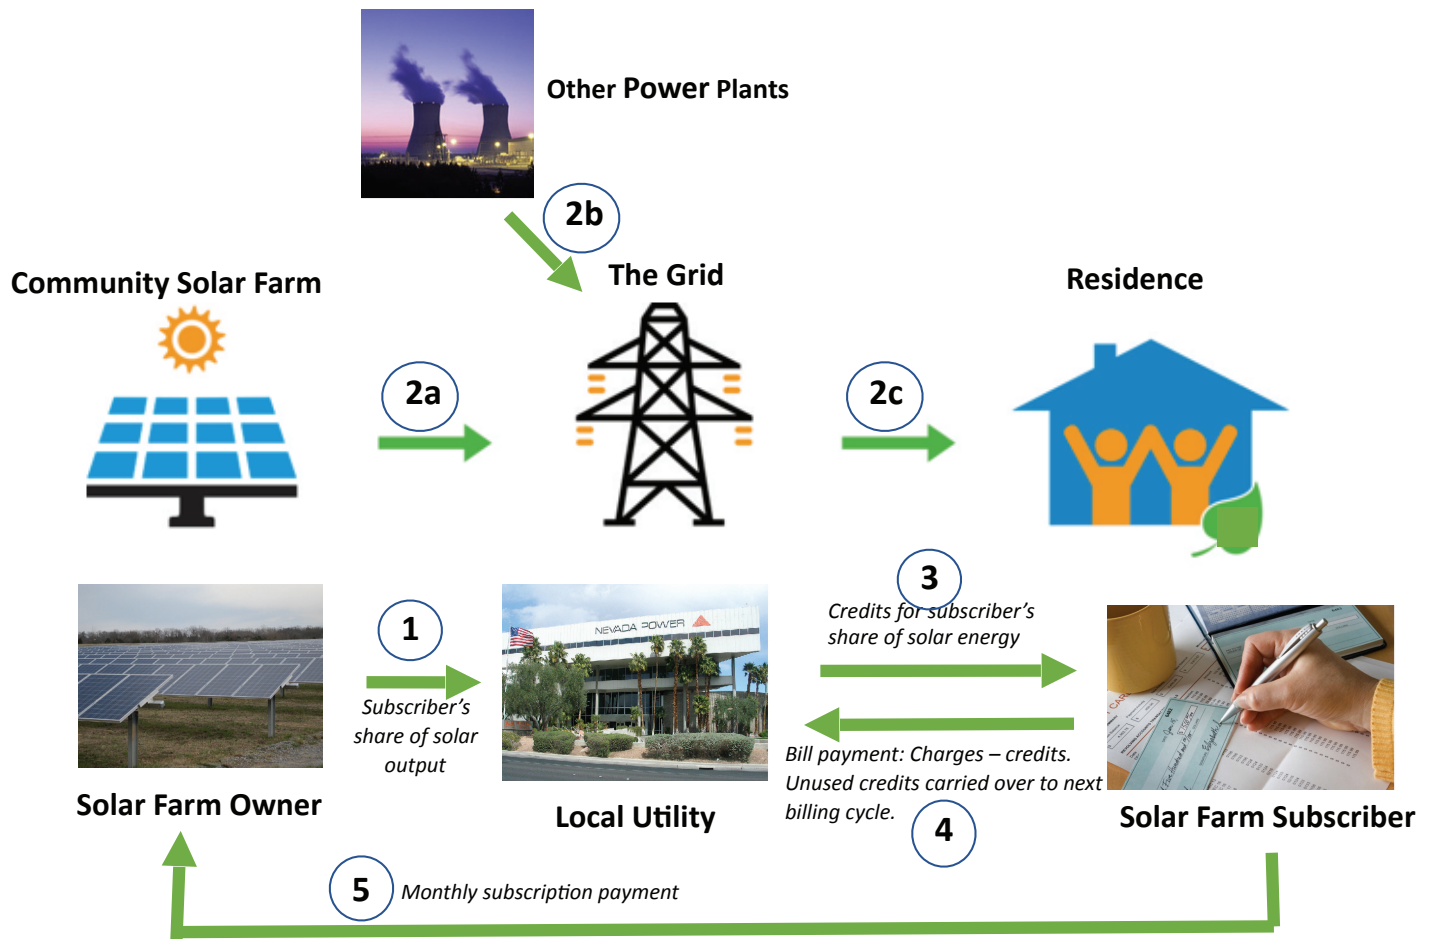 Other Power Plants
2b
Community Solar Farm
The Grid
Residence
2a
2c
1
Subscriber's
share of solar
output
NEVADA POWER
3
Credits for subscriber's
share of solar energy
Bill payment: Charges – credits.
Unused credits carried over to next
billing cycle.
4
Solar Farm Owner
Local Utility
Solar Farm Subscriber
5
Monthly subscription payment